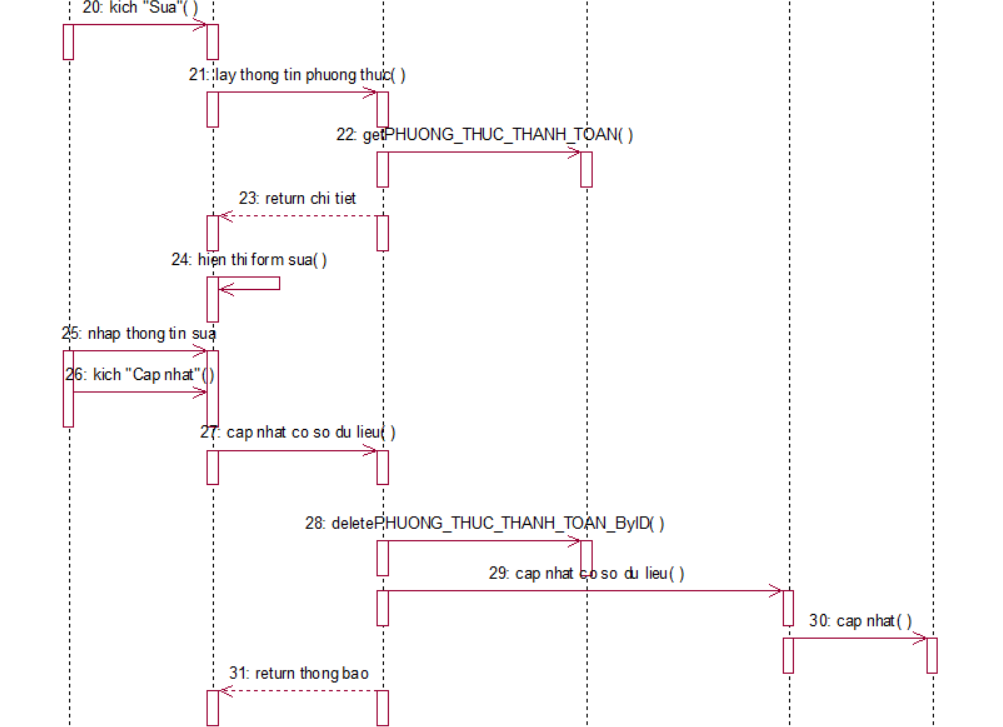 20: kich "Sua"( )
21: lay thong tin phuong thuc( )
22: getPHUONG_THUC_THANH_TOAN( )
23: return chi tiet
24: hien thi form sua( )
25: nhap thong tin sua
26: kich "Cap nhat"( )
27: cap nhat co so du lieu( )
28: deletePHUONG_THUC_THANH_TOAN_ByID( )
29: cap nhat co so du lieu( )
30: cap nhat( )
31: return thong bao